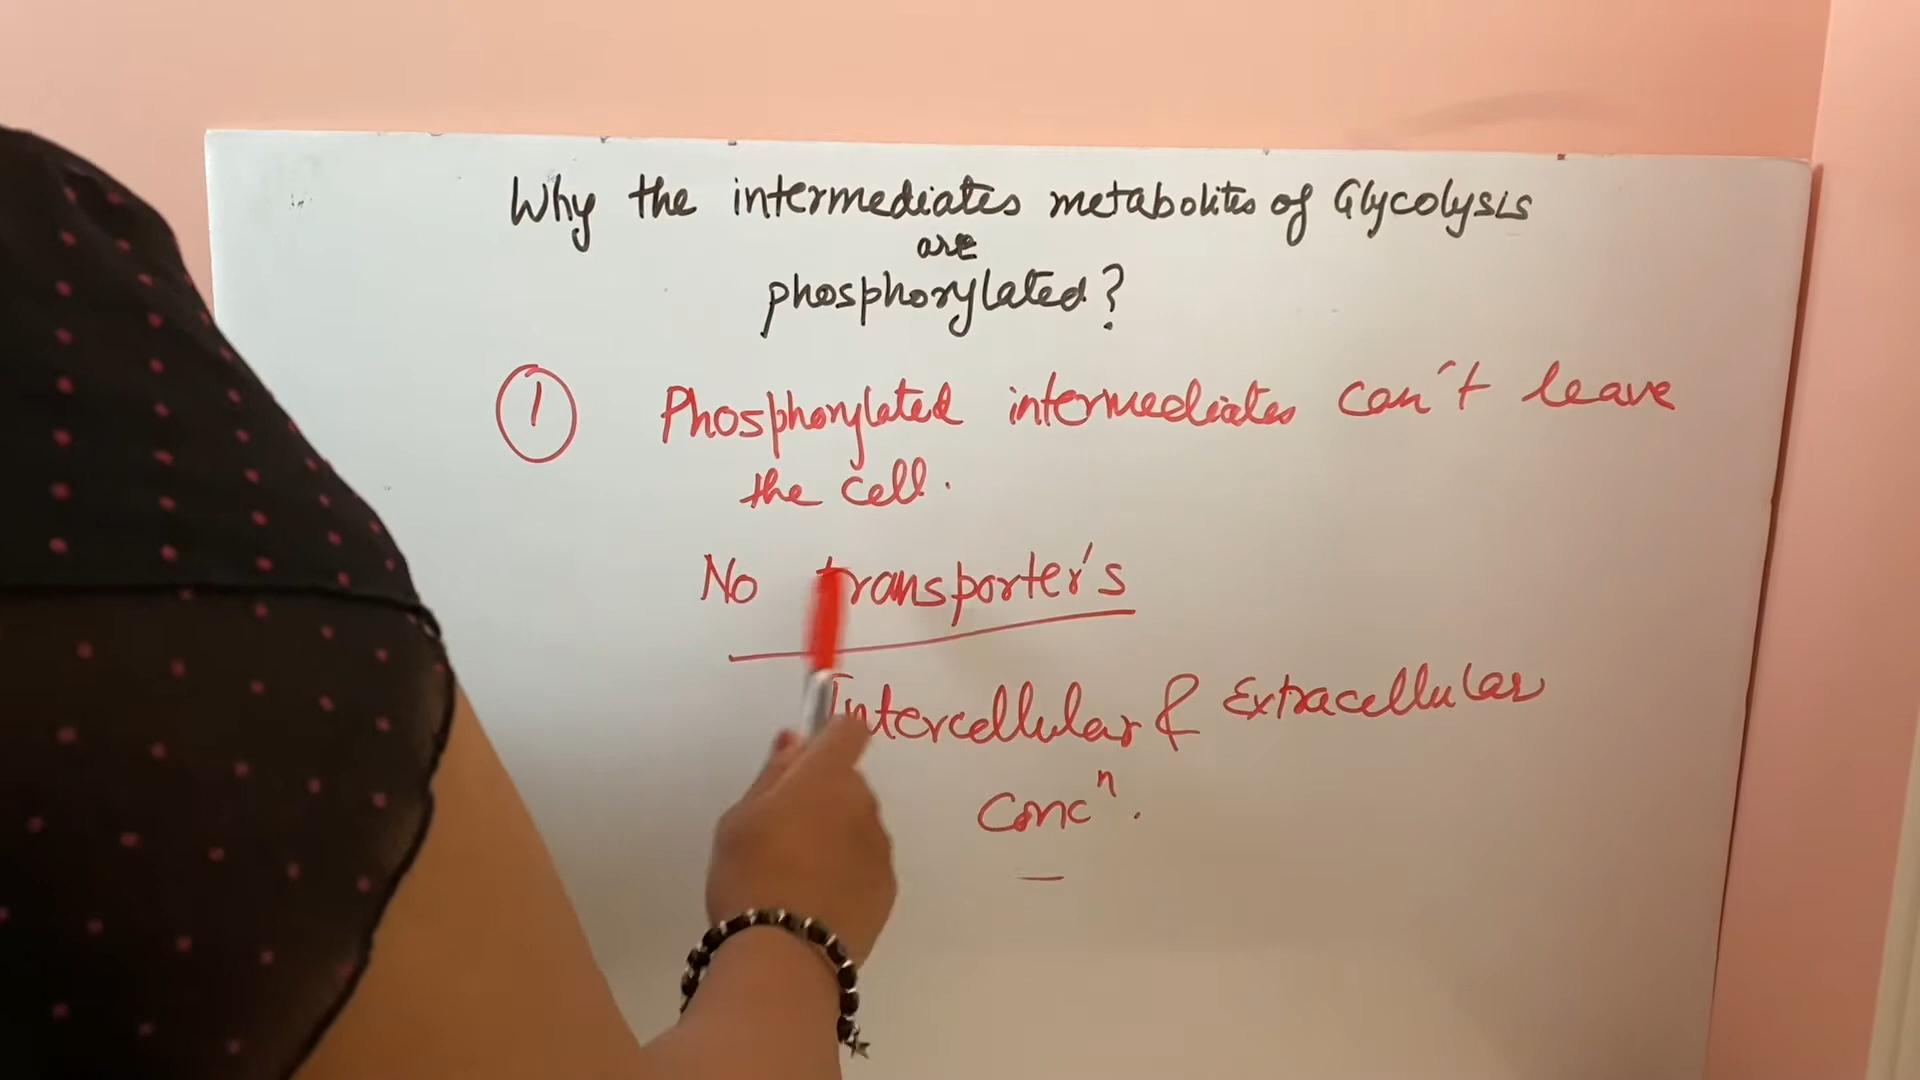 Why the intermediates metabolites of Glycolysis
are
phosphorylated?
1 Phosphorylated intermediates can't leave
the cell.
No transporter's
Intercellular & Extracellular
Concn.